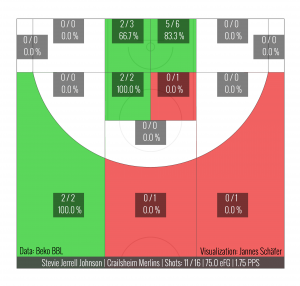 0 / 0 2 / 3 5 / 6 0 / 0
0.0 % 66.7% 83.3 % 0.0 %
0 / 0 0 / 0
0.0 % 0.0 %
0 / 0 2 / 2 0 / 1 0 / 0
0.0 % 100.0 % 0.0 % 0.0 %
0 / 0
0.0 %
2 / 2 0 / 1 0 / 1
100.0 % 0.0 % 0.0 %
Data: Beko BBL Visualization: Jannes Schäfer
Stevie Jerrell Johnson | Crailsheim Merlins | Shots: 11 / 16 | 75.0 eFG | 1.75 PPS